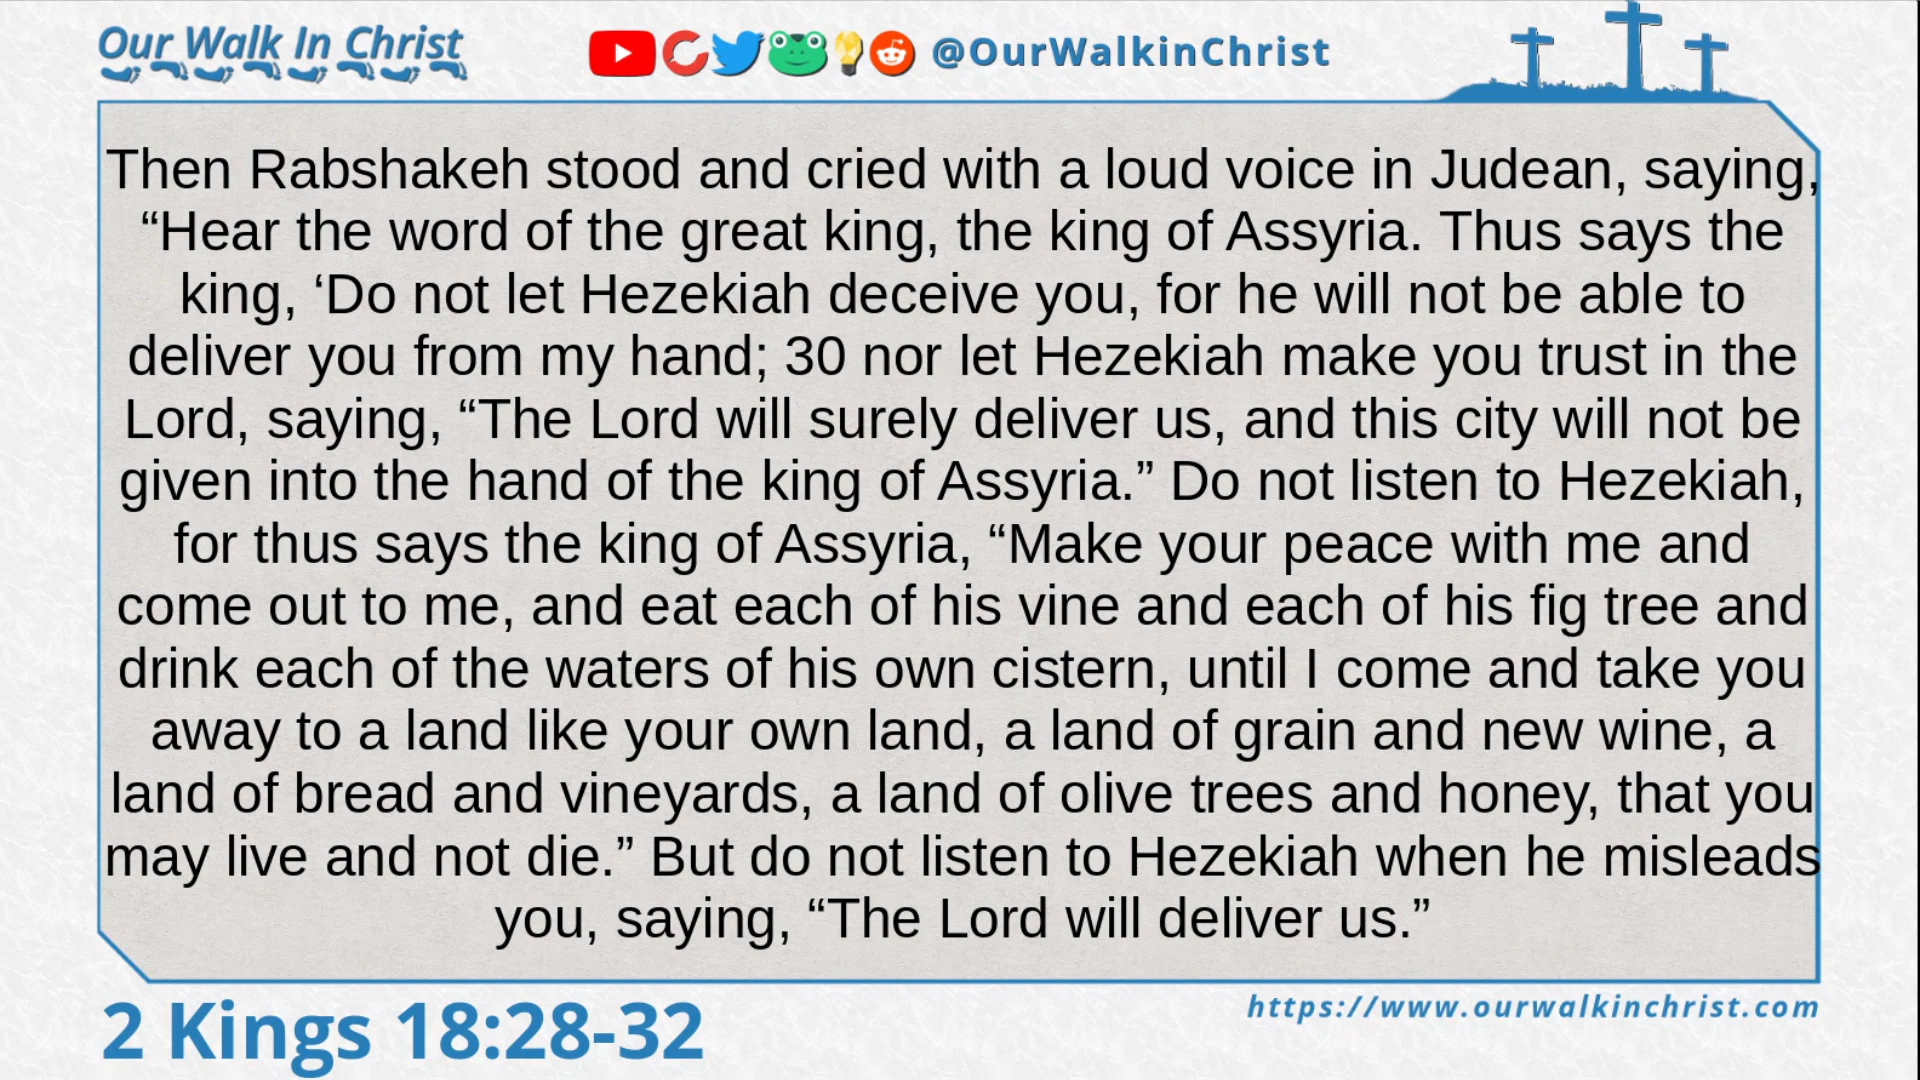 Our Walk In Christ
@OurWalkinChrist
Then Rabshakeh stood and cried with a loud voice in Judean, saying,
“Hear the word of the great king, the king of Assyria. Thus says the
king, ‘Do not let Hezekiah deceive you, for he will not be able to
deliver you from my hand; 30 nor let Hezekiah make you trust in the
Lord, saying, “The Lord will surely deliver us, and this city will not be
given into the hand of the king of Assyria.” Do not listen to Hezekiah,
for thus says the king of Assyria, “Make your peace with me and
come out to me, and eat each of his vine and each of his fig tree and
drink each of the waters of his own cistern, until I come and take you
away to a land like your own land, a land of grain and new wine, a
land of bread and vineyards, a land of olive trees and honey, that you
may live and not die.” But do not listen to Hezekiah when he misleads
you, saying, “The Lord will deliver us.”
2 Kings 18:28-32
https://www.ourwalkinchrist.com